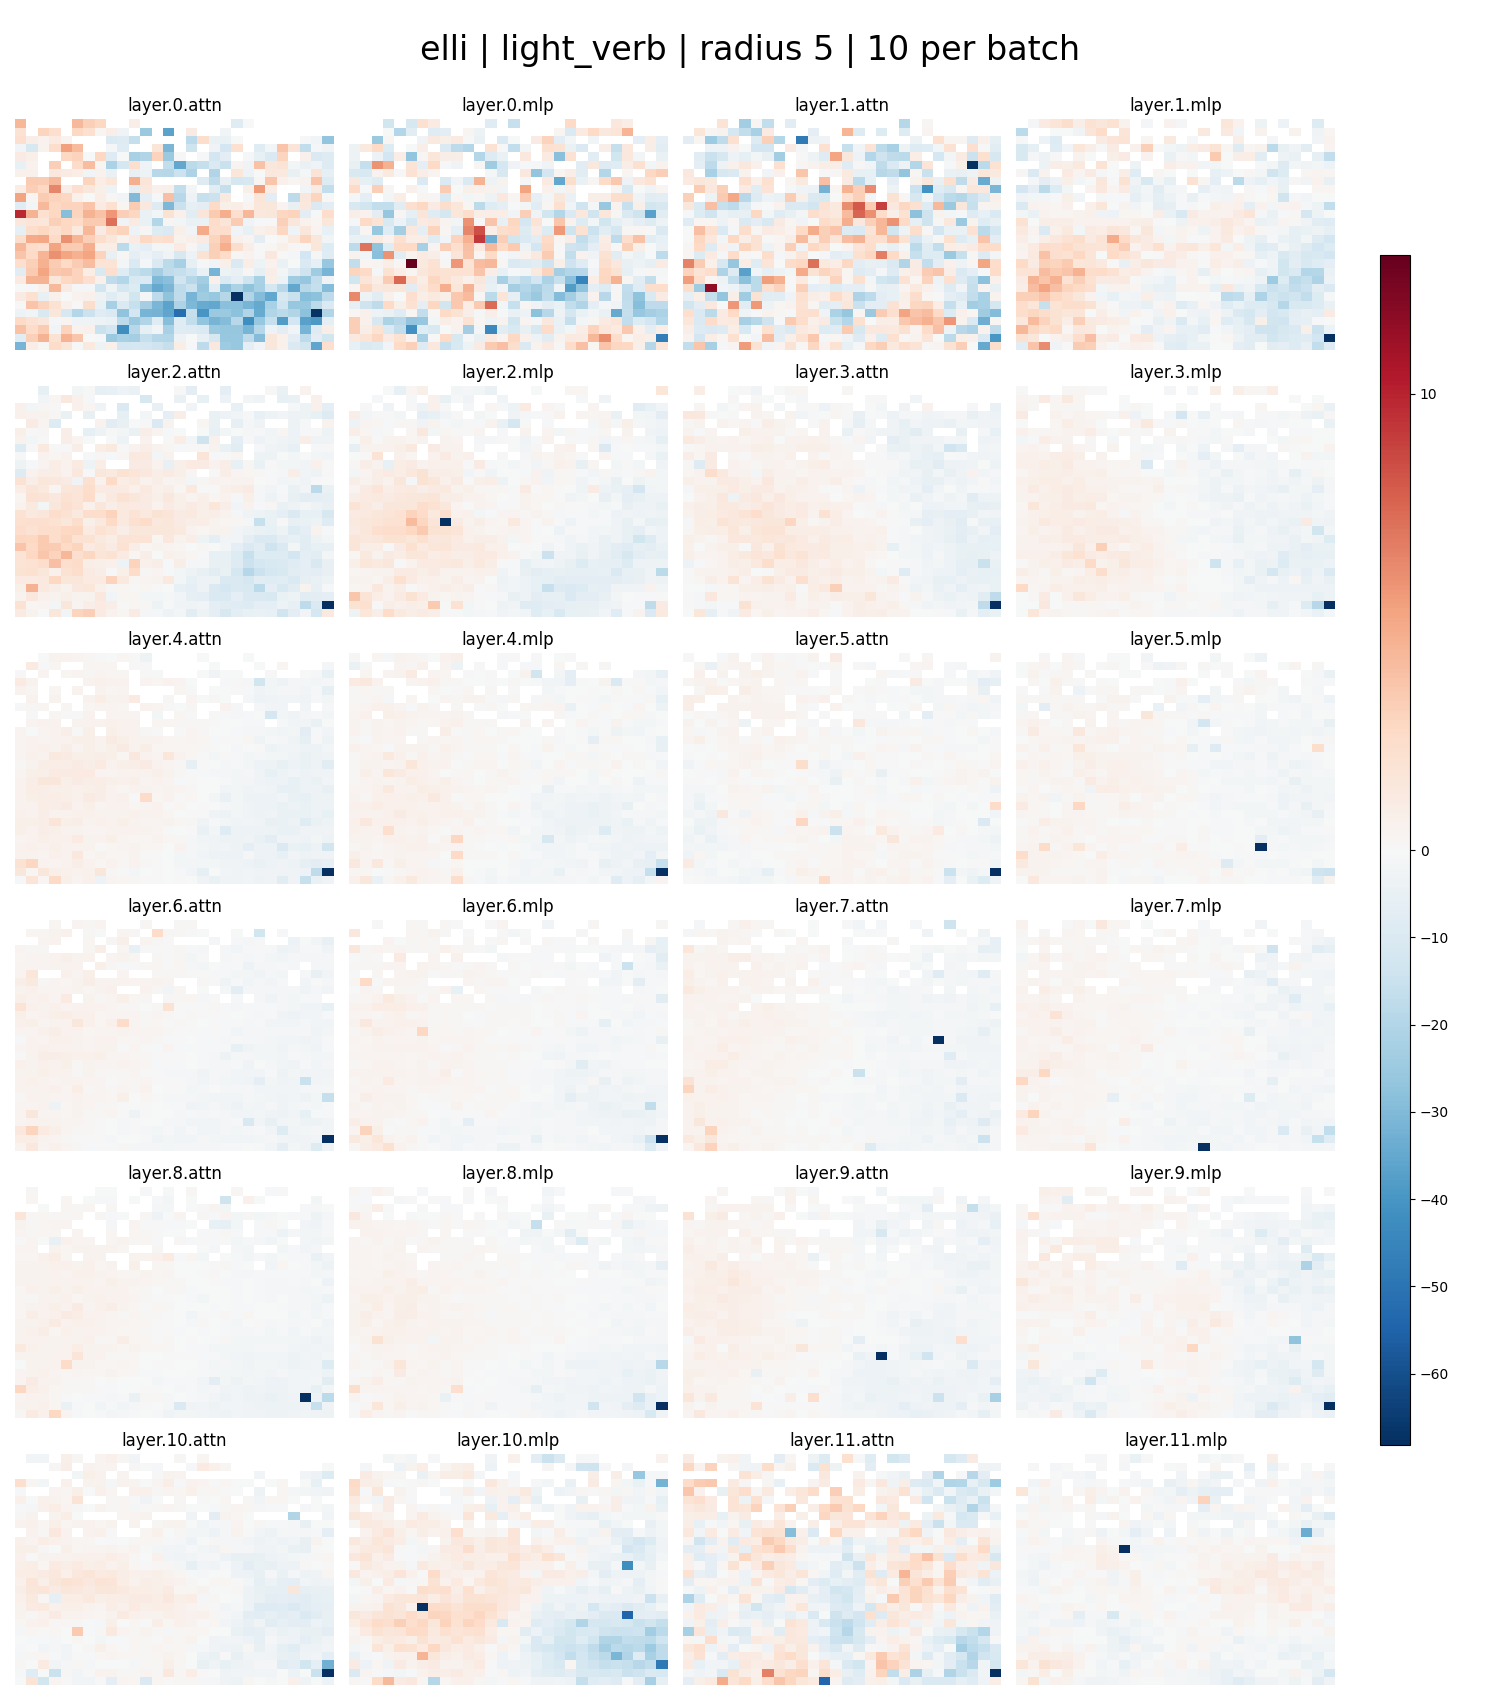 elli | light_verb | radius 5 | 10 per batch
layer.0.attn layer.0.mlp layer.1.attn layer.1.mlp
layer.2.attn layer.2.mlp layer.3.attn layer.3.mlp
layer.4.attn layer.4.mlp layer.5.attn layer.5.mlp
layer.6.attn layer.6.mlp layer.7.attn layer.7.mlp
layer.8.attn layer.8.mlp layer.9.attn layer.9.mlp
layer.10.attn layer.10.mlp layer.11.attn layer.11.mlp
10
0
−10
−20
−30
−40
−50
−60